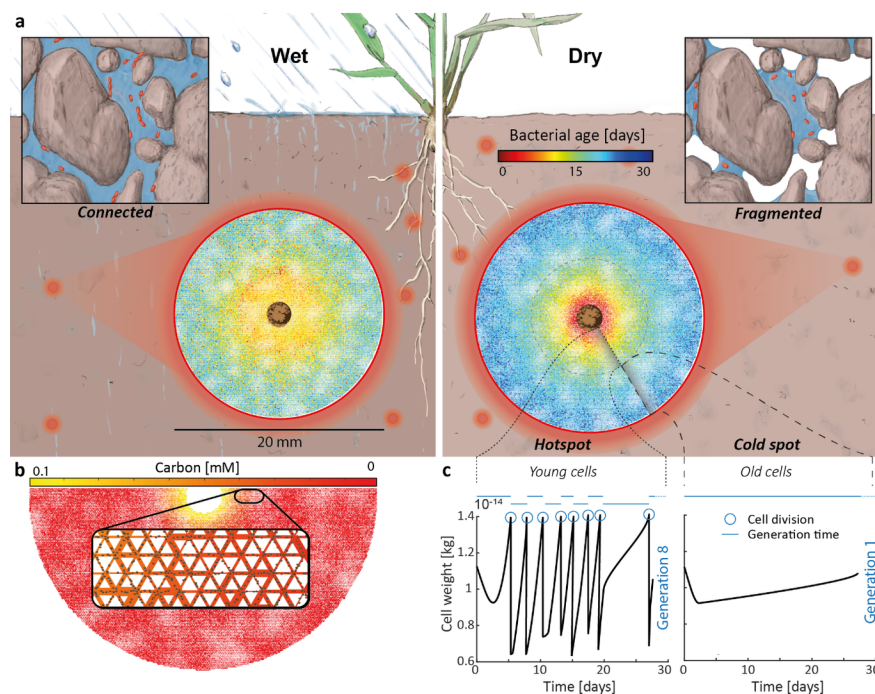 a
Wet
Dry
Bacterial age [days]
0 15 30
Connected
Fragmented
20 mm
Hotspot
Cold spot
b
Carbon [mM]
0.1 0
c
Young cells
Old cells
10-14
1.4
1.2
1
0.8
0.6
Cell weight [kg]
0 10 20 30
Time [days]
Generation 8
Cell division
Generation time
0 10 20 30
Time [days]
Generation 1